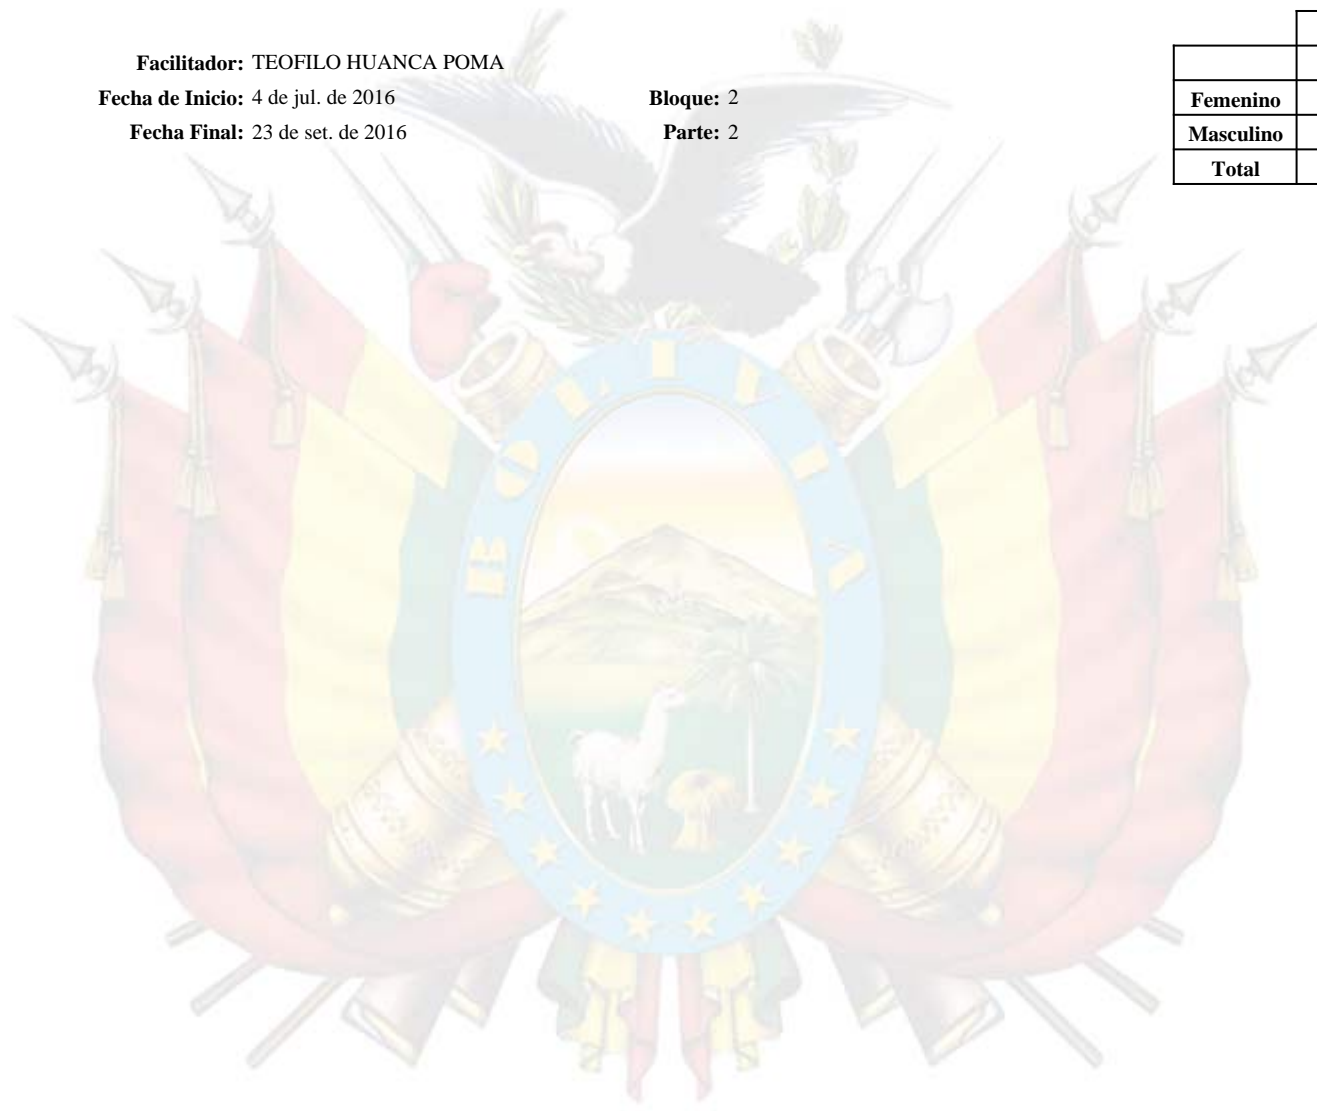 Facilitador: TEOFILO HUANCA POMA
Fecha de Inicio: 4 de jul. de 2016 Bloque: 2
Fecha Final: 23 de set. de 2016 Parte: 2
Femenino
Masculino
Total
BOLIVIA